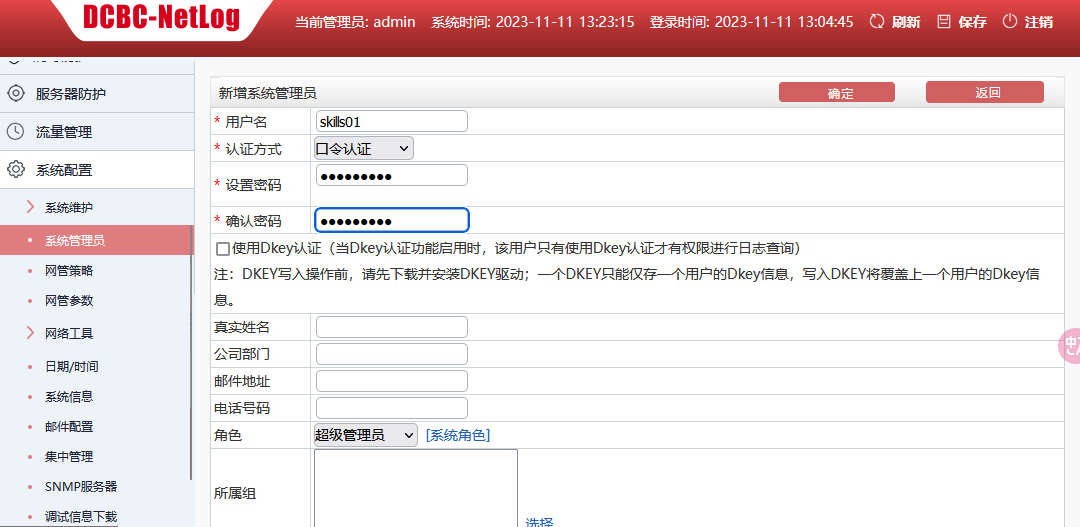 DCBC-NetLog
当前管理员: admin 系统时间: 2023-11-11 13:23:15 登录时间: 2023-11-11 13:04:45 刷新 保存 注销
服务器防护
流量管理
系统配置
系统维护
系统管理员
网管策略
网管参数
网络工具
日期/时间
系统信息
邮件配置
集中管理
SNMP服务器
调试信息下载
新增系统管理员 确定 返回
* 用户名 skills01
* 认证方式 口令认证
* 设置密码 ●●●●●●●●●
* 确认密码 ●●●●●●●●●
使用Dkey认证（当Dkey认证功能启用时，该用户只有使用Dkey认证才有权限进行日志查询）
注：DKEY写入操作前，请先下载并安装DKEY驱动；一个DKEY只能仅存一个用户的Dkey信息，写入DKEY将覆盖上一个用户的Dkey信
息。
真实姓名
公司部门
邮件地址
电话号码
角色 超级管理员 [系统角色]
所属组
选择